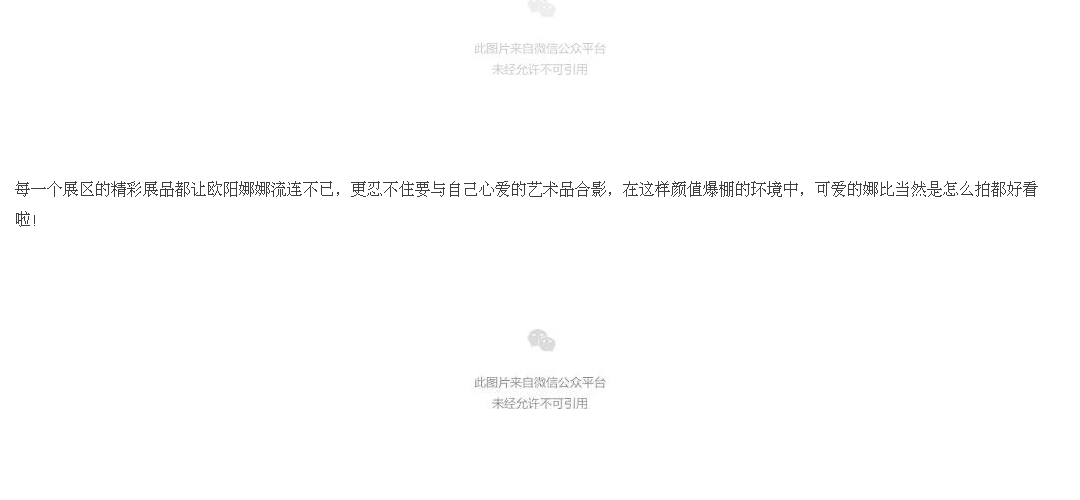 此图片来自微信公众平台
未经允许不可引用
每一个展区的精彩展品都让欧阳娜娜流连不已，更忍不住要与自己心爱的艺术品合影，在这样颜值爆棚的环境中，可爱的娜比当然是怎么拍都好看
啦！
此图片来自微信公众平台
未经允许不可引用